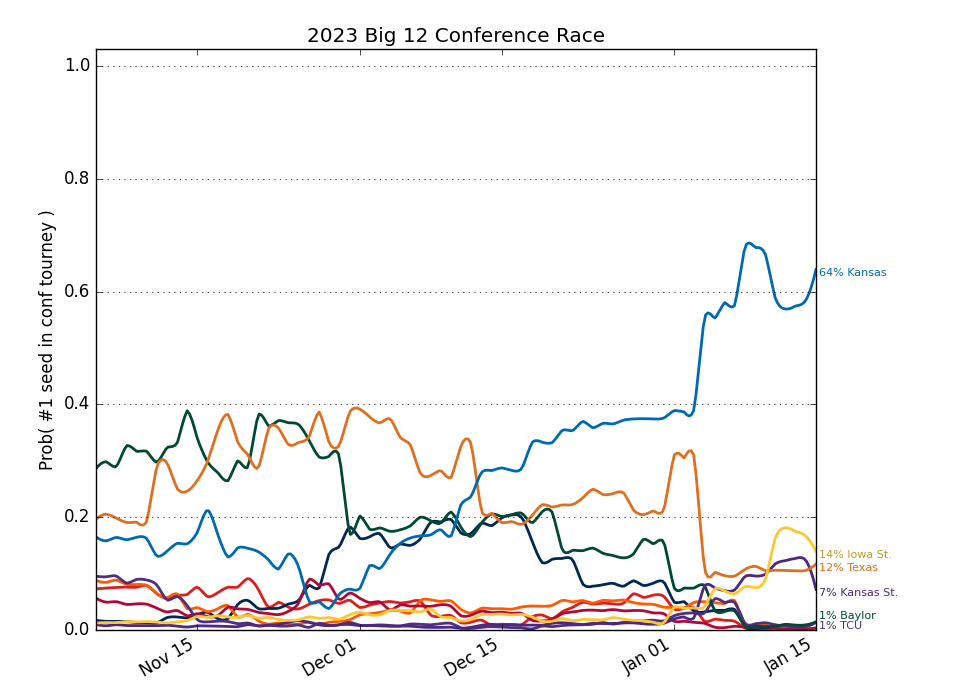 2023 Big 12 Conference Race
Prob( #1 seed in conf tourney )
1.0
0.8
0.6
0.4
0.2
0.0
Nov 15
Dec 01
Dec 15
Jan 01
Jan 15
64% Kansas
14% Iowa St.
12% Texas
7% Kansas St.
1% Baylor
1% TCU